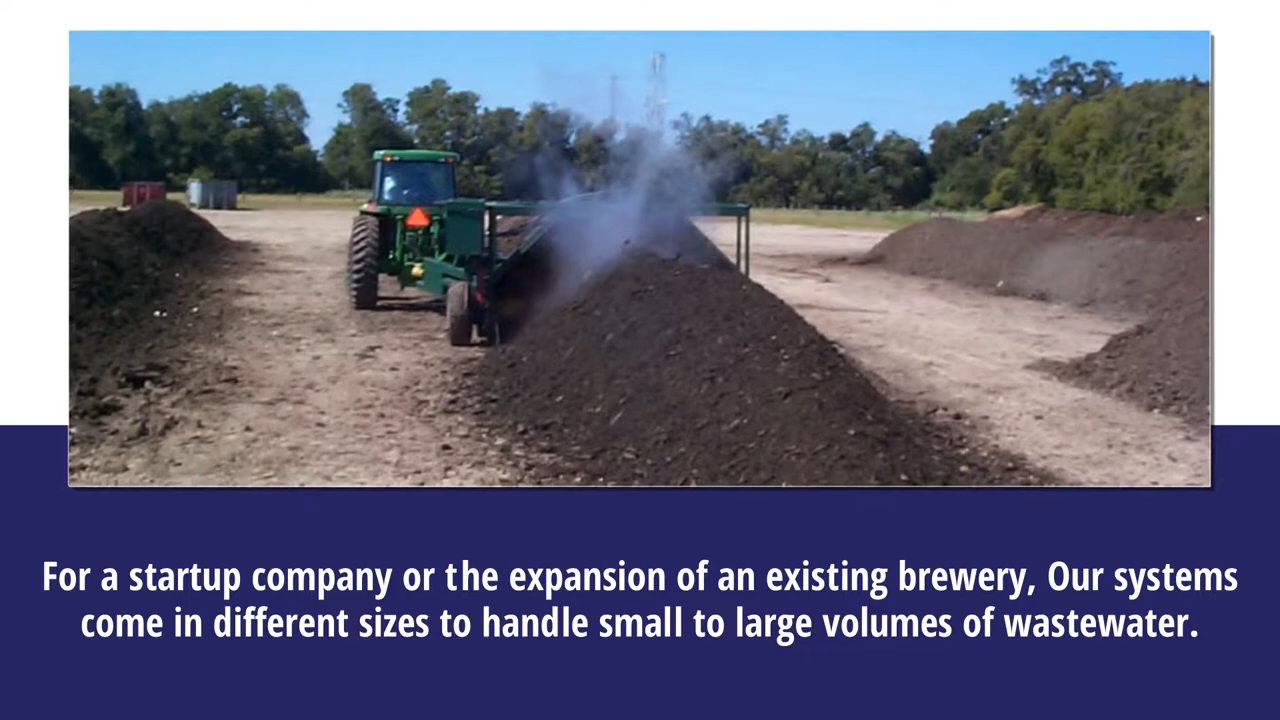 For a startup company or the expansion of an existing brewery, Our systems
come in different sizes to handle small to large volumes of wastewater.